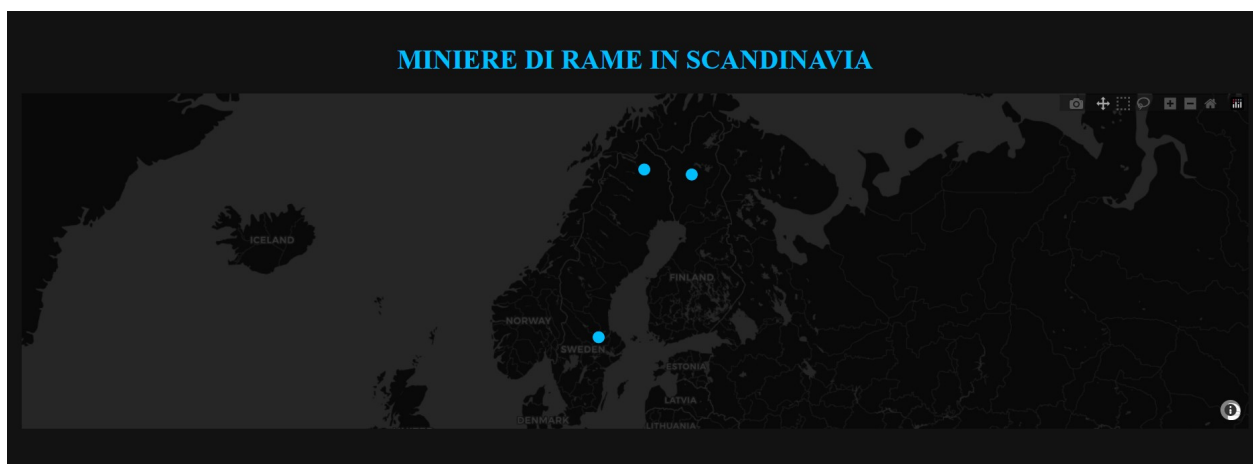 MINIERE DI RAME IN SCANDINAVIA
ICELAND
FINLAND
NORWAY
SWEDEN
ESTONIA
LATVIA
DENMARK
LITHUANIA